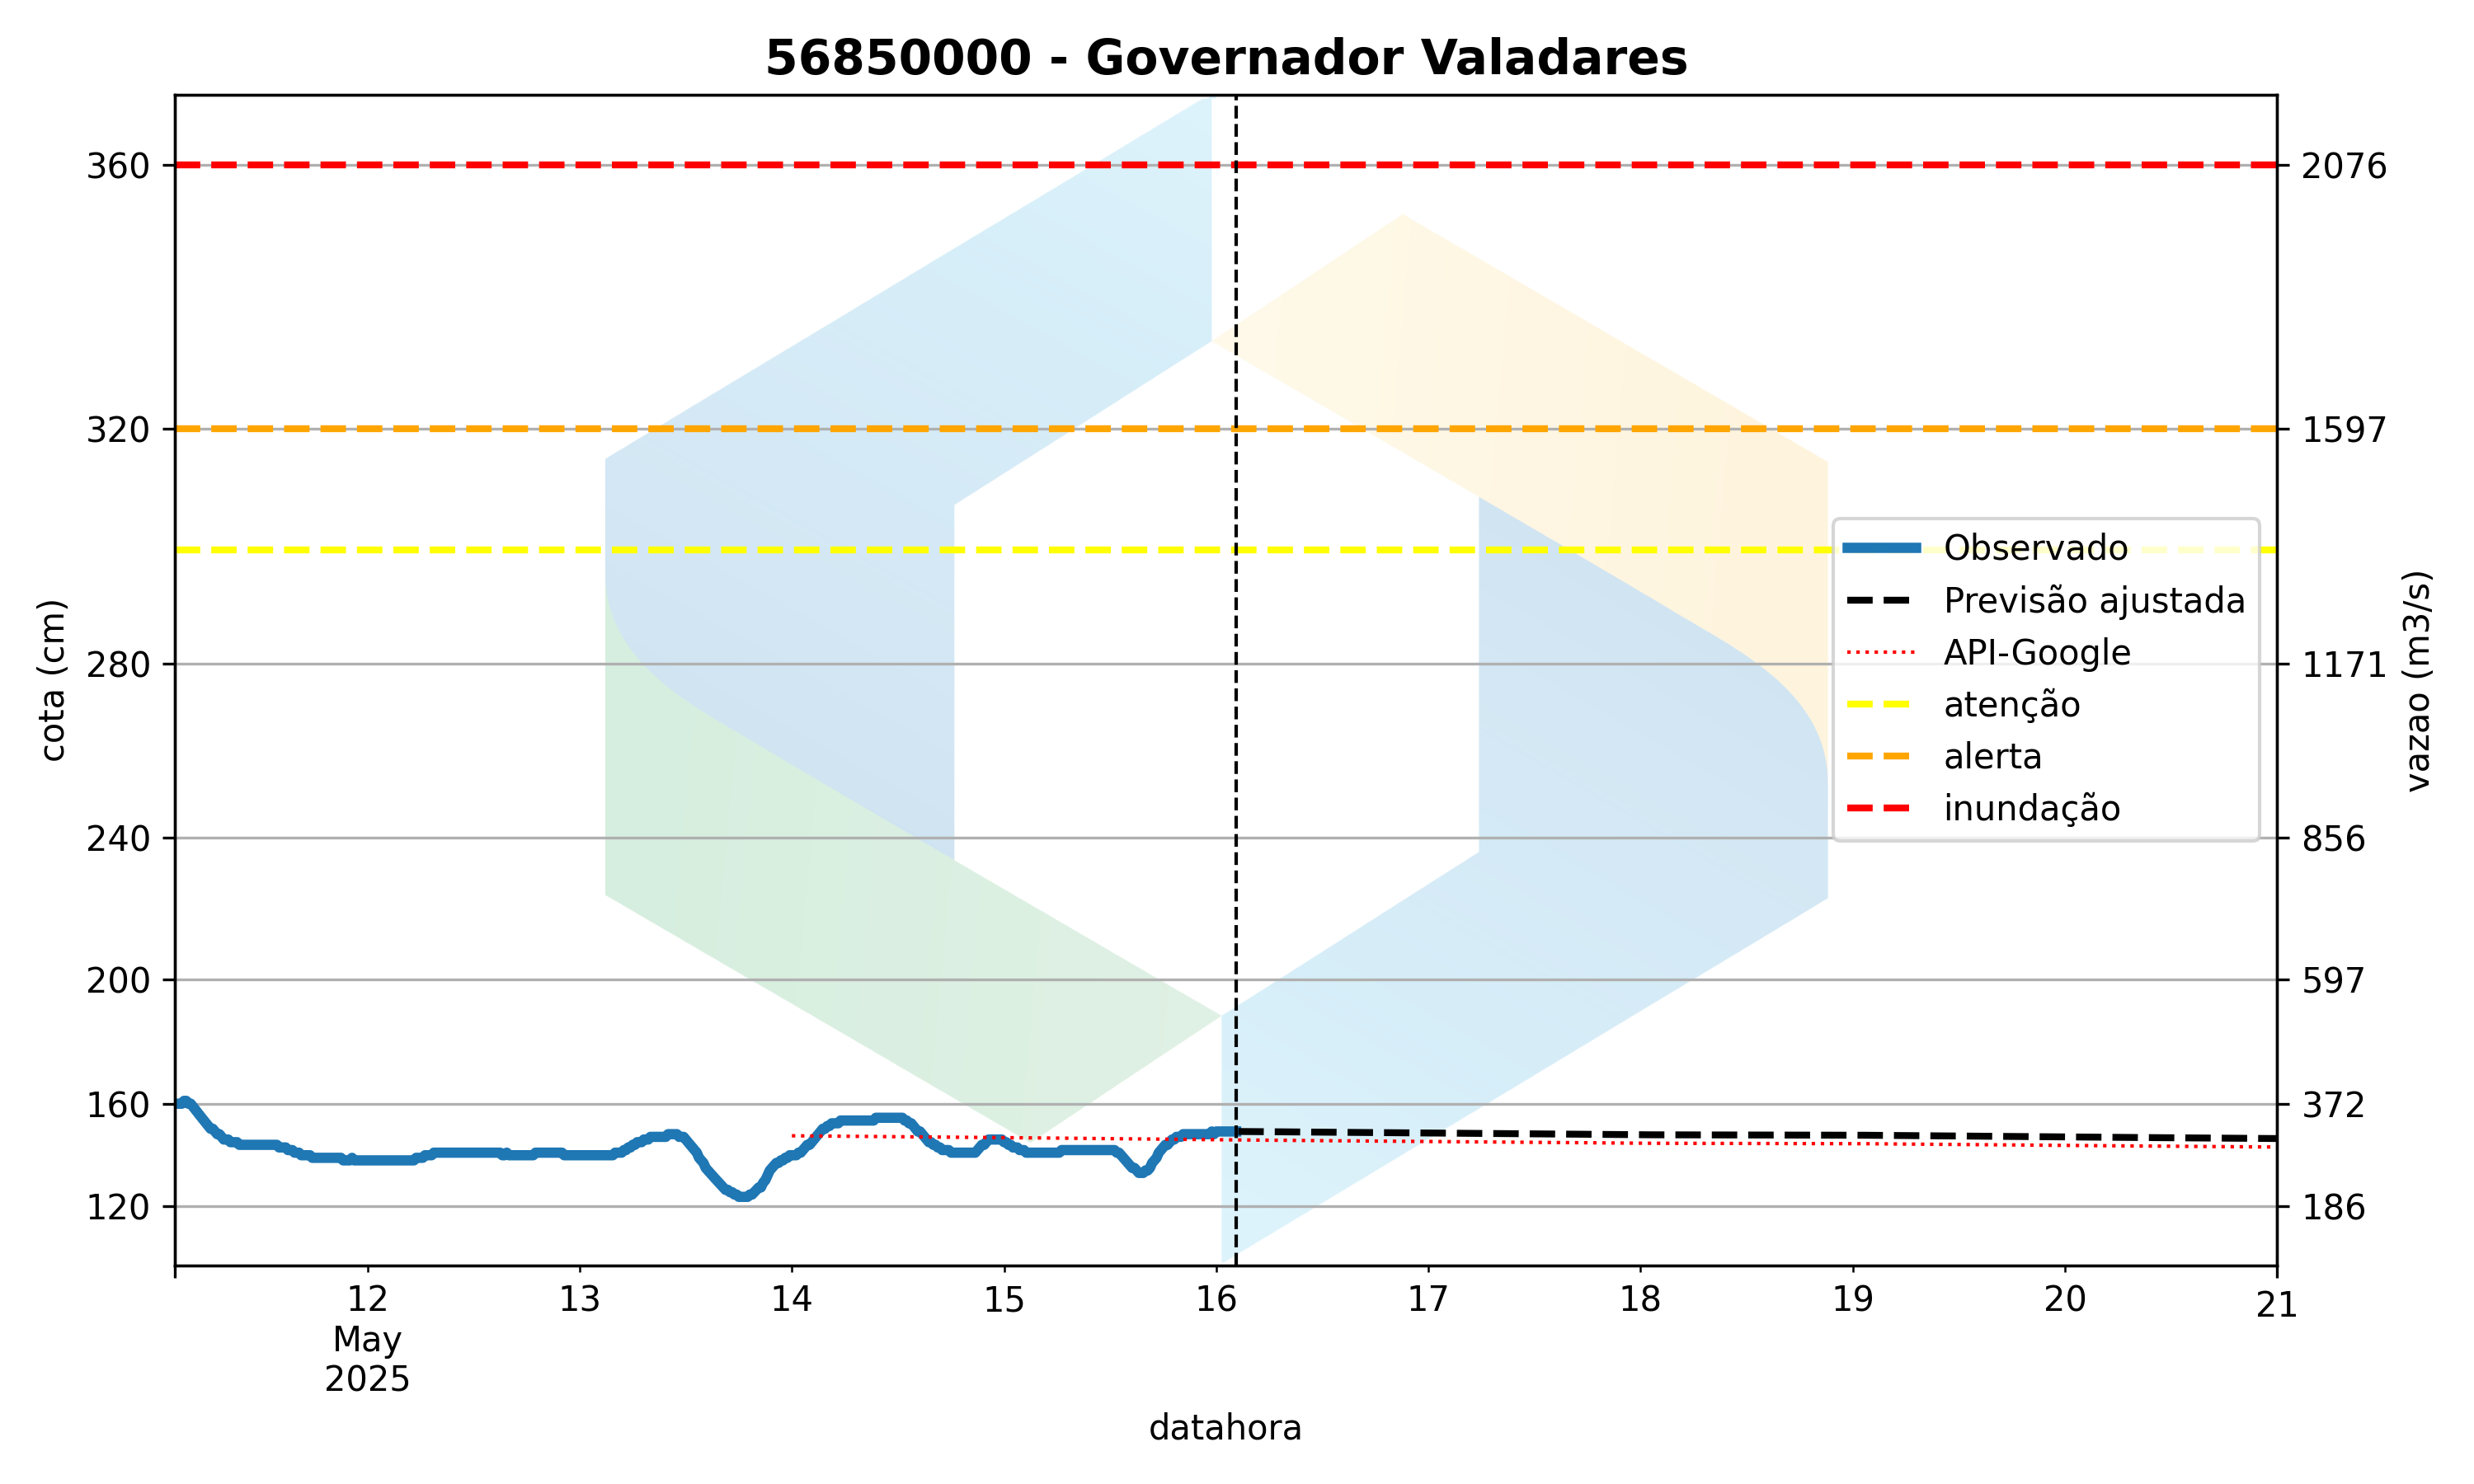 56850000 - Governador Valadares
360
320
280
240
200
160
120
cota (cm)
2076
1597
1171
856
597
372
186
vazao (m3/s)
Observado
Previsão ajustada
API-Google
atenção
alerta
inundação
12 13 14 15 16 17 18 19 20 21
May
2025
datahora